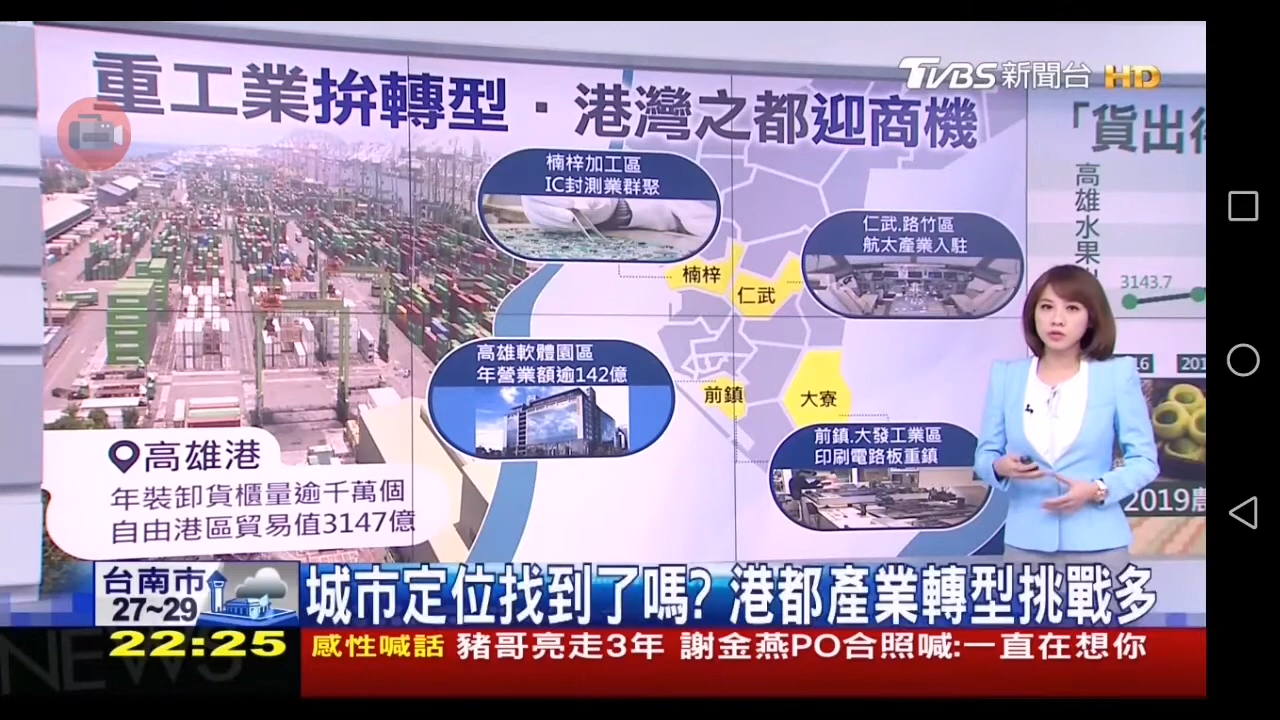 重工業拚轉型·港灣之都迎商機
TVBS新聞台 HD
「貨出
高雄水果
3143.7
楠梓加工區
IC封測業群聚
仁武.路竹區
航太產業入駐
楠梓
仁武
高雄軟體園區
年營業額逾142億
前鎮
大寮
前鎮.大發工業區
印刷電路板重鎮
高雄港
年裝卸貨櫃量逾千萬個
自由港區貿易值3147億
2019農
台南市
27~29
城市定位找到了嗎? 港都產業轉型挑戰多
22:25
感性喊話 豬哥亮走3年 謝金燕PO合照喊:一直在想你
NEWS